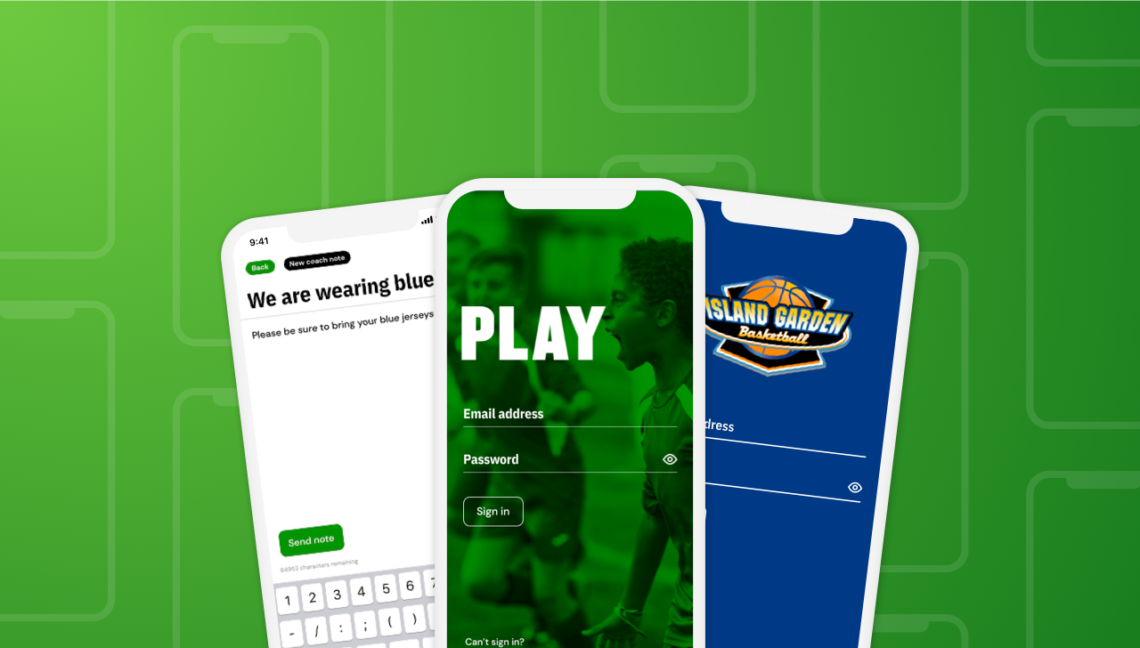 9:41
Back
New coach note
We are wearing blue
Please be sure to bring your blue jerseys
Send note
characters remaining
1 2 3 4 5 6 7
- / : ; ( )
PLAY
Email address
Password
Sign in
Can't sign in?
ISLAND GARDEN
Basketball
dress